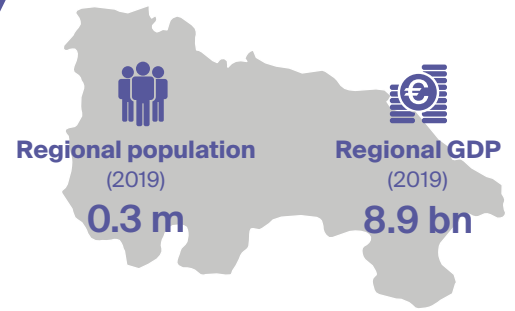 Regional population
(2019)
0.3 m
€
Regional GDP
(2019)
8.9 bn